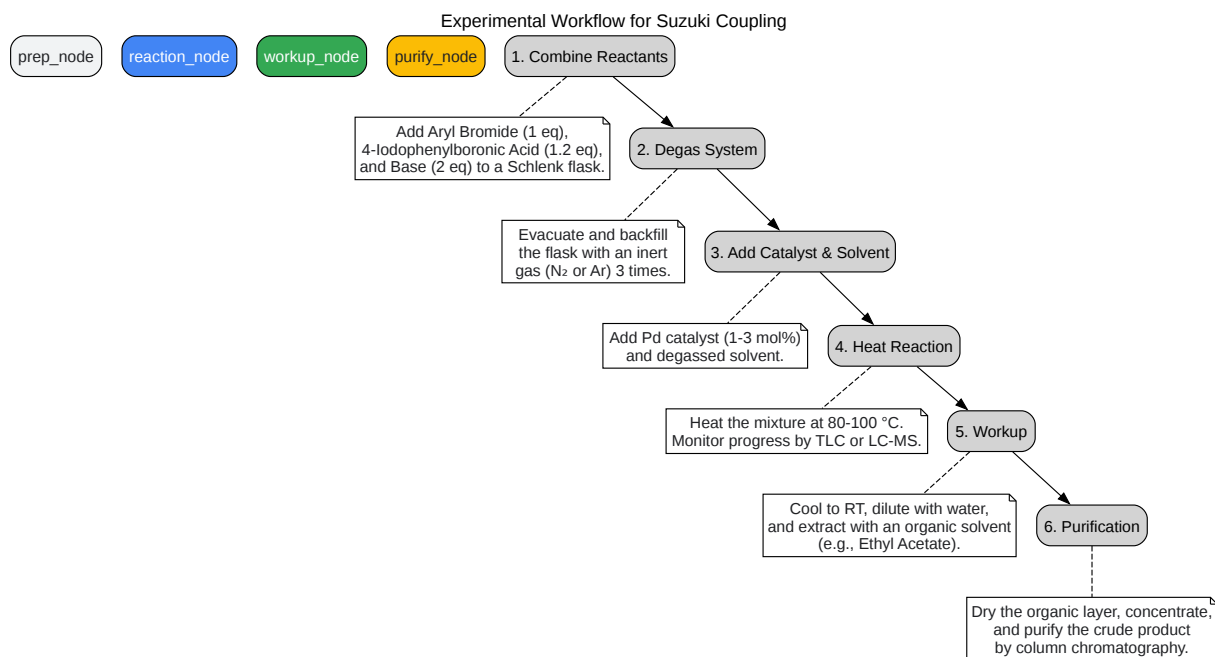 Experimental Workflow for Suzuki Coupling
prep_node
reaction_node
workup_node
purify_node
1. Combine Reactants
Add Aryl Bromide (1 eq),
4-Iodophenylboronic Acid (1.2 eq),
and Base (2 eq) to a Schlenk flask.
2. Degas System
Evacuate and backfill
the flask with an inert
gas (N₂ or Ar) 3 times.
3. Add Catalyst & Solvent
Add Pd catalyst (1-3 mol%)
and degassed solvent.
4. Heat Reaction
Heat the mixture at 80-100 °C.
Monitor progress by TLC or LC-MS.
5. Workup
Cool to RT, dilute with water,
and extract with an organic solvent
(e.g., Ethyl Acetate).
6. Purification
Dry the organic layer, concentrate,
and purify the crude product
by column chromatography.